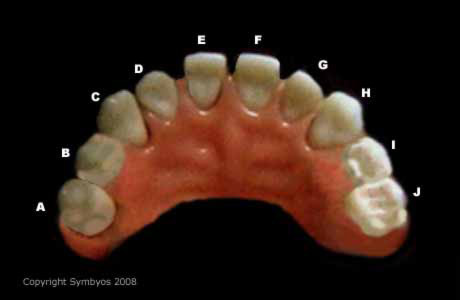 E F
D G
C H
B I
A J
Copyright Symbyos 2008